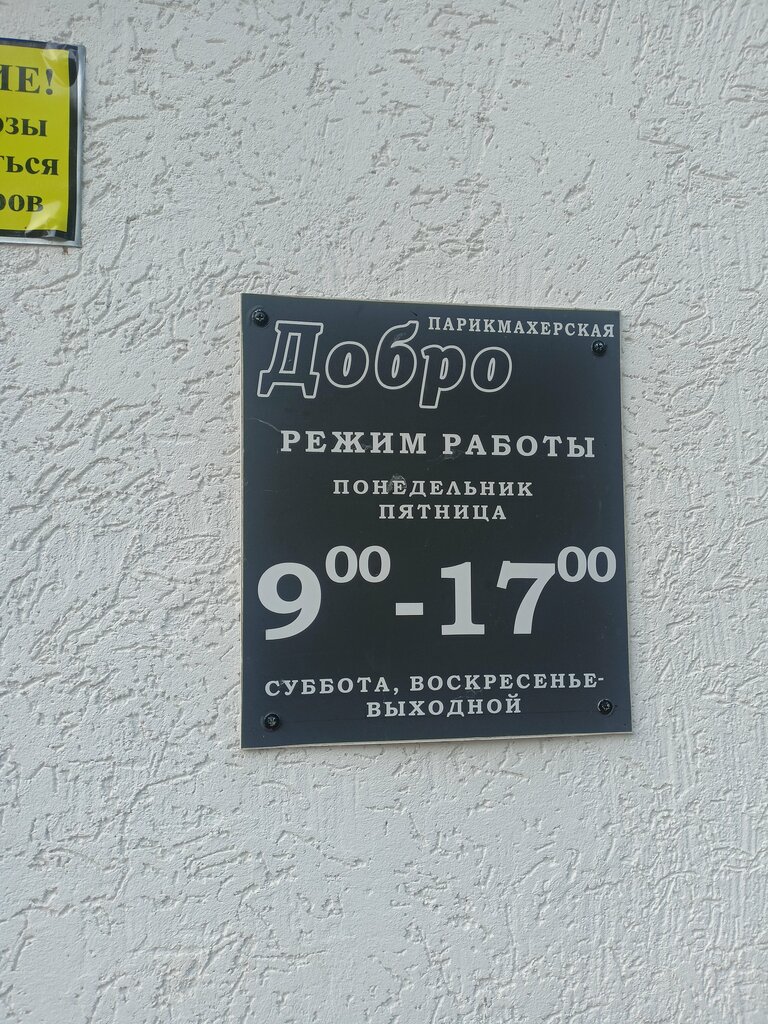 ПАРИКМАХЕРСКАЯ
Добро
РЕЖИМ РАБОТЫ
ПОНЕДЕЛЬНИК
ПЯТНИЦА
9⁰⁰-17⁰⁰
СУББОТА, ВОСКРЕСЕНЬЕ-
ВЫХОДНОЙ